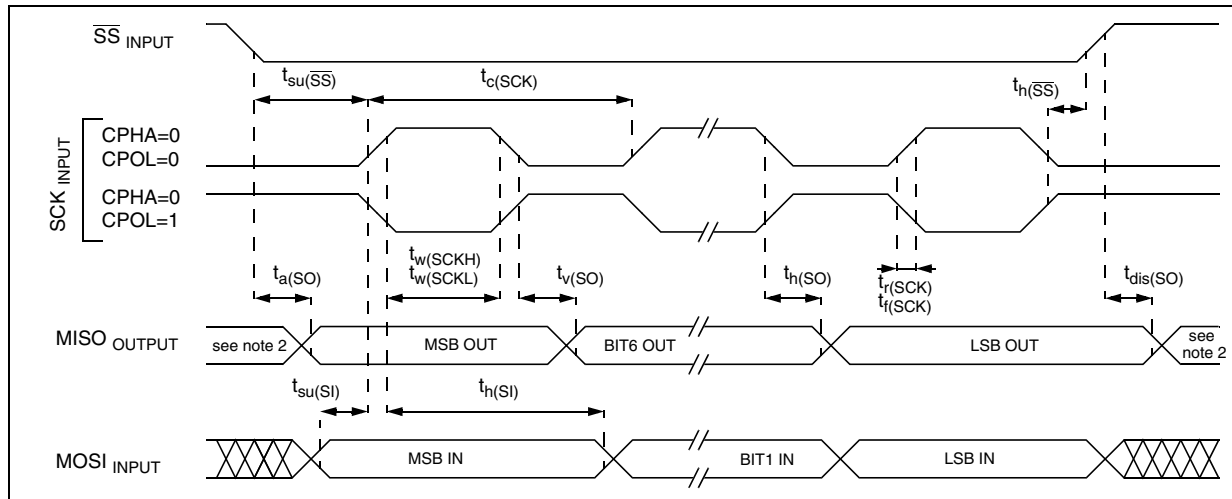 SS INPUT
tsu(SS)
tc(SCK)
th(SS)
SCK INPUT
CPHA=0
CPOL=0
CPHA=0
CPOL=1
ta(SO)
tw(SCKH)
tw(SCKL)
tv(SO)
th(SO)
tr(SCK)
tf(SCK)
tdis(SO)
MISO OUTPUT
see note 2
MSB OUT
BIT6 OUT
LSB OUT
see
note 2
tsu(SI)
th(SI)
MOSI INPUT
MSB IN
BIT1 IN
LSB IN